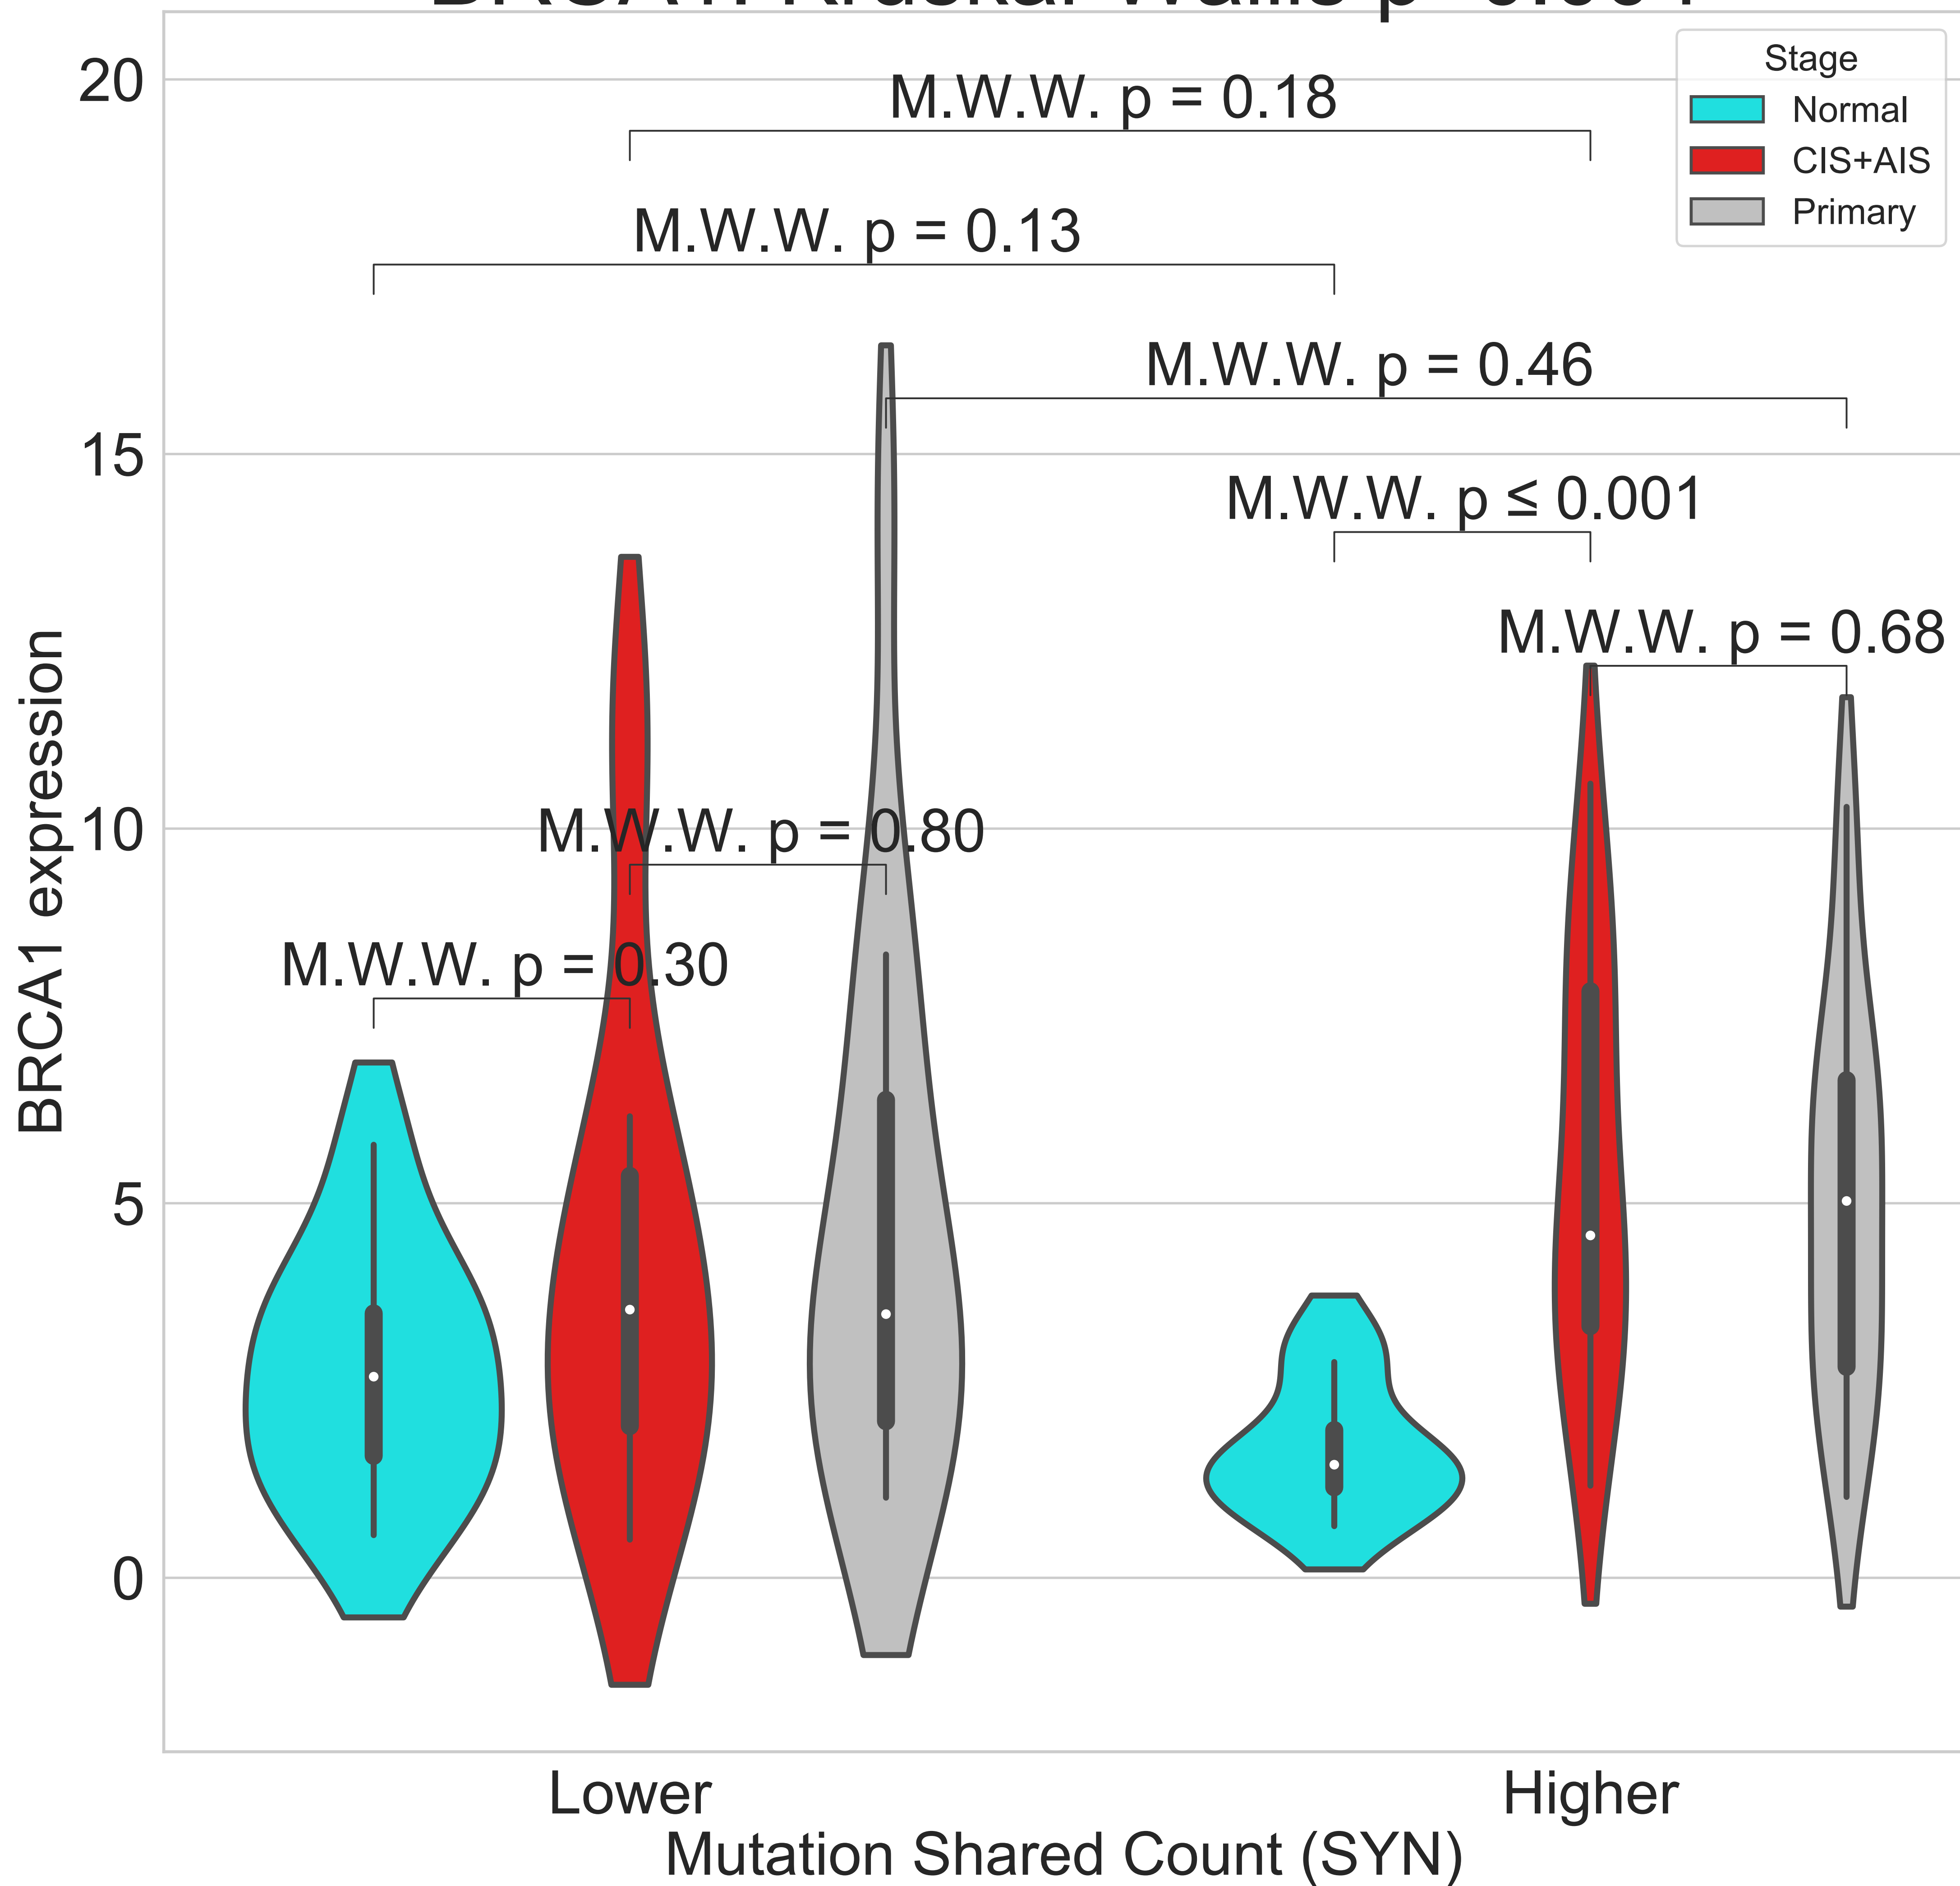 Stage
Normal
CIS+AIS
Primary
M.W.W. p = 0.18
M.W.W. p = 0.13
M.W.W. p = 0.46
M.W.W. p ≤ 0.001
M.W.W. p = 0.68
M.W.W. p = 0.80
M.W.W. p = 0.30
20
15
10
5
0
BRCA1 expression
Lower
Higher
Mutation Shared Count (SYN)